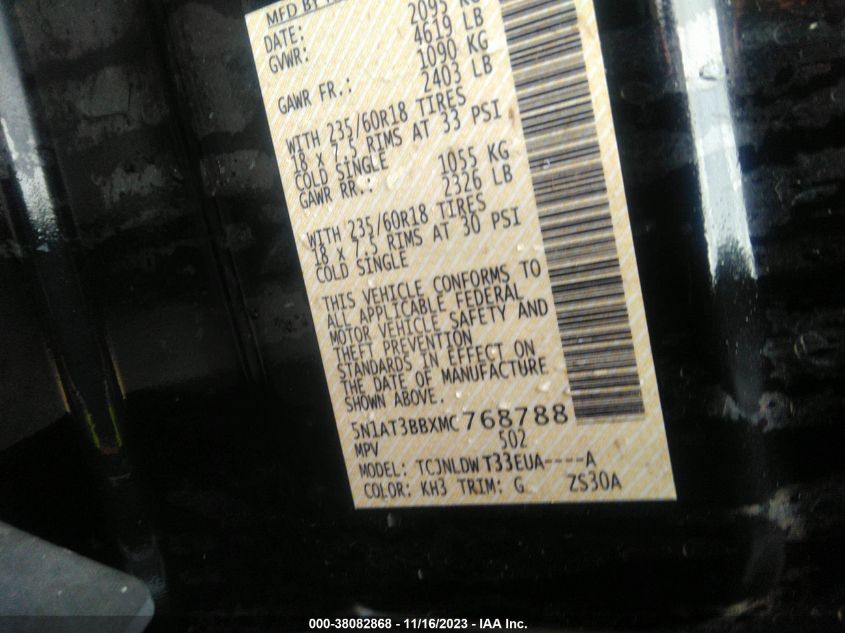 MFD BY
DATE: 2095 KG
GVWR: 4619 LB
1090 KG
GAWR FR.: 2403 LB
WITH 235/60R18 TIRES
18 X 7.5 RIMS AT 33 PSI
COLD SINGLE
GAWR RR.: 1055 KG
2326 LB
WITH 235/60R18 TIRES
18 X 7.5 RIMS AT 30 PSI
COLD SINGLE
THIS VEHICLE CONFORMS TO
ALL APPLICABLE FEDERAL
MOTOR VEHICLE SAFETY AND
THEFT PREVENTION
STANDARDS IN EFFECT ON
THE DATE OF MANUFACTURE
SHOWN ABOVE.
5N1AT3BBXMC768788
MPV 502
MODEL: TCJNLDWT33EUA----A
COLOR: KH3 TRIM: G ZS30A
000-38082868 - 11/16/2023 - IAA Inc.